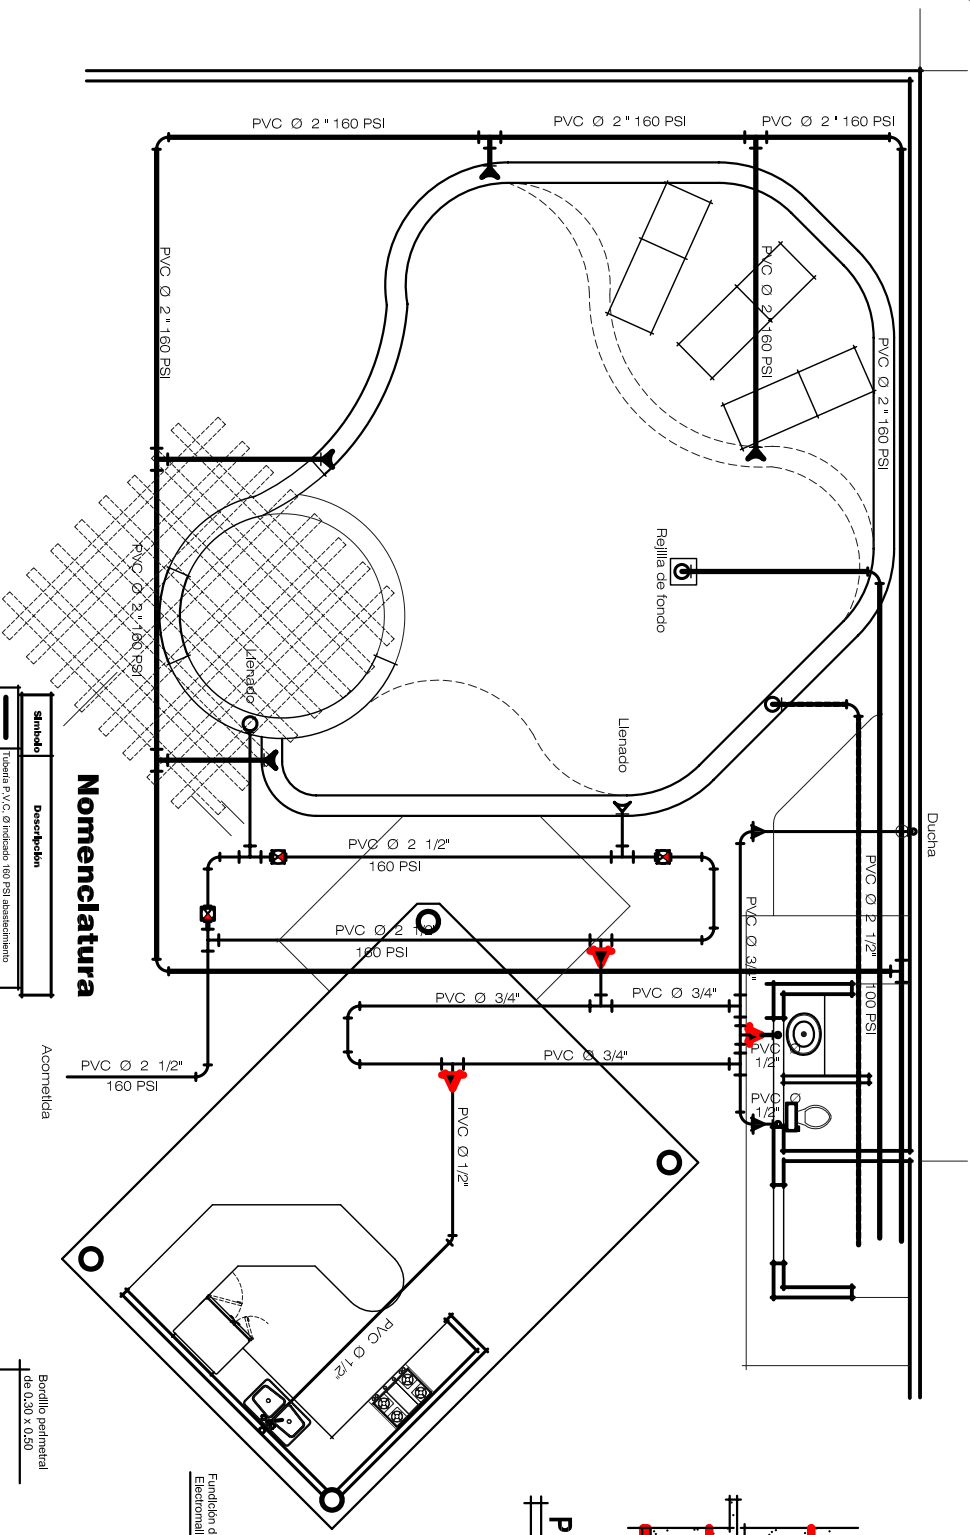 PVC Ø 2 " 160 PSI
PVC Ø 2 " 160 PSI
PVC Ø 2 " 160 PSI
PVC Ø 2 " 160 PSI
PVC Ø 2 " 160 PSI
PVC Ø 2 " 160 PSI
PVC Ø 2 " 160 PSI
Rejilla de fondo
Llenado
Llenado
Ducha
Símbolo
Descripción
Tubería P.V.C. Ø indicado 160 PSI abastecimiento
Nomenclatura
PVC Ø 2 1/2"
160 PSI
PVC Ø 2 1/2"
160 PSI
PVC Ø 2 1/2"
100 PSI
PVC Ø 3/4"
PVC Ø 3/4"
PVC Ø 3/4"
PVC Ø 3/4"
PVC Ø
1/2"
PVC Ø
1/2"
PVC Ø 2 1/2"
160 PSI
Acometida
PVC Ø 1/2"
PVC Ø 1/2"
Bordillo perimetral
de 0.30 x 0.50
Fundición d
Electromall
P